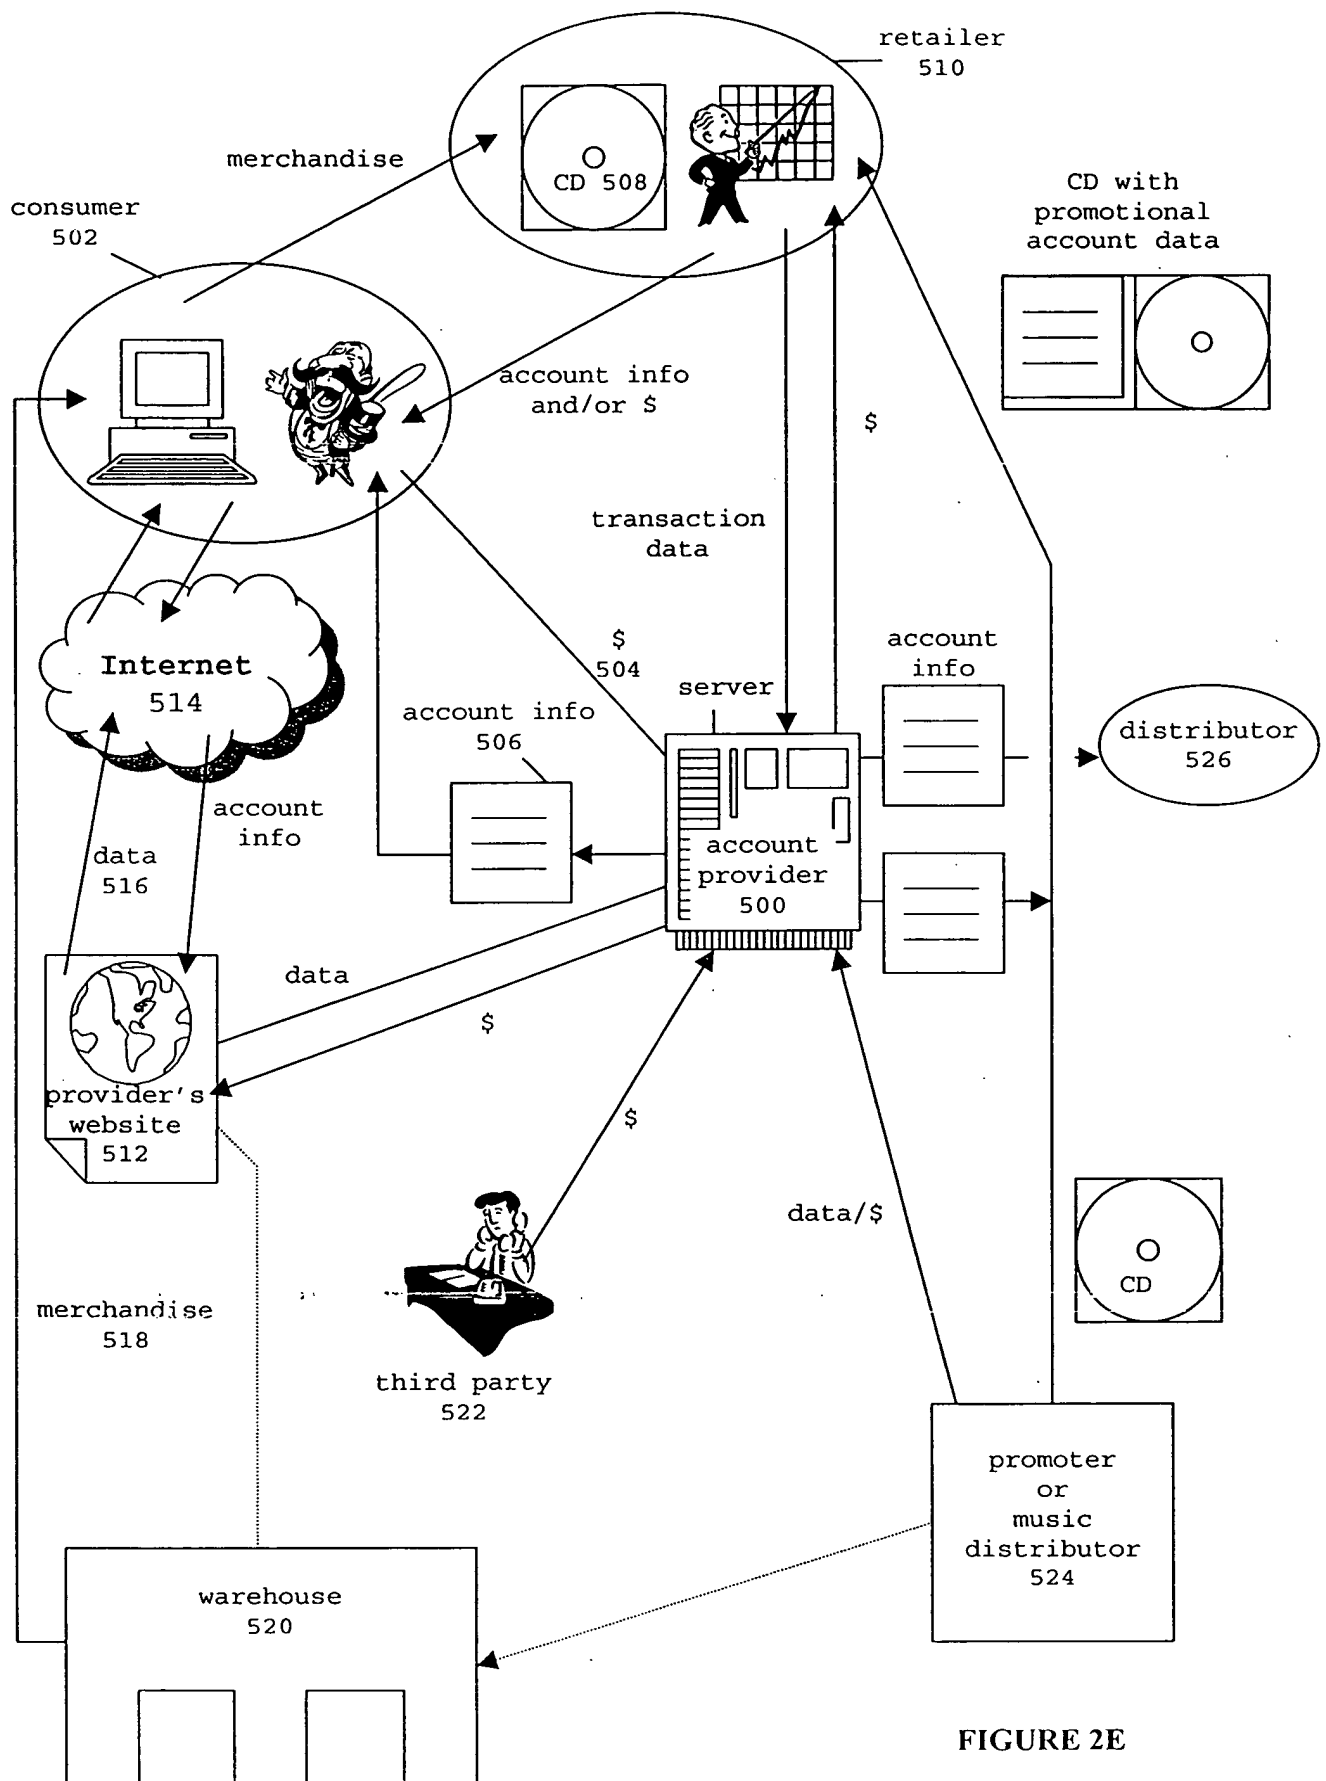 retailer
510
merchandise
CD 508
CD with
promotional
account data
consumer
502
account info
and/or $
$
transaction
data
$
504
account
info
Internet
514
server
account info
506
distributor
526
account
info
data
516
account
provider
500
data
$
provider's
website
512
$
data/$
CD
merchandise
518
third party
522
promoter
or
music
distributor
524
warehouse
520
FIGURE 2E